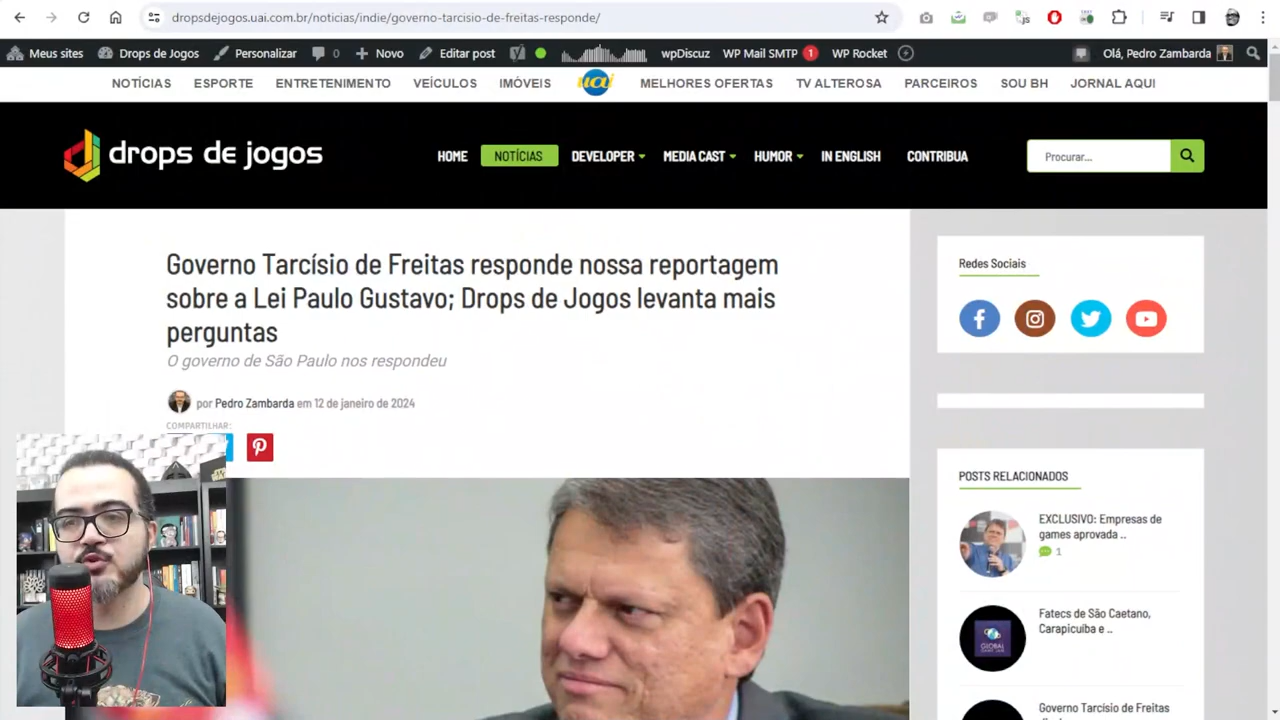 dropsdejogos.uai.com.br/noticias/indie/governo-tarcisio-de-freitas-responde/
Meus sites Drops de Jogos Personalizar 0 Novo Editar post wpDiscuz WP Mail SMTP 1 WP Rocket Olá, Pedro Zambarda
NOTÍCIAS ESPORTE ENTRETENIMENTO VEÍCULOS IMÓVEIS uai MELHORES OFERTAS TV ALTEROSA PARCEIROS SOU BH JORNAL AQUI
drops de jogos
HOME NOTÍCIAS DEVELOPER MEDIA CAST HUMOR IN ENGLISH CONTRIBUA
Procurar...
Governo Tarcísio de Freitas responde nossa reportagem
sobre a Lei Paulo Gustavo; Drops de Jogos levanta mais
perguntas
O governo de São Paulo nos respondeu
por Pedro Zambarda em 12 de janeiro de 2024
COMPARTILHAR:
Redes Sociais
POSTS RELACIONADOS
EXCLUSIVO: Empresas de
games aprovada ..
1
Fatecs de São Caetano,
Carapicuíba e ..
GLOBAL
GAME JAM
Governo Tarcísio de Freitas